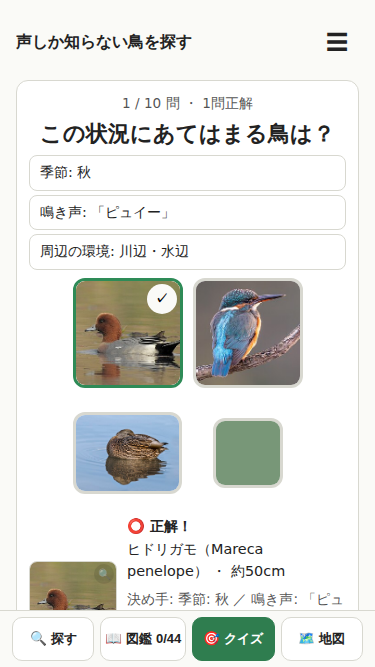 声しか知らない鳥を探す
1 / 10 問 ・ 1問正解
この状況にあてはまる鳥は？
季節: 秋
鳴き声: 「ピュイー」
周辺の環境: 川辺・水辺
⭕ 正解！
ヒドリガモ（Mareca
penelope） ・ 約50cm
決め手: 季節: 秋 ／ 鳴き声: 「ピュ
🔍 探す
📖 図鑑 0/44
🎯 クイズ
🗺️ 地図